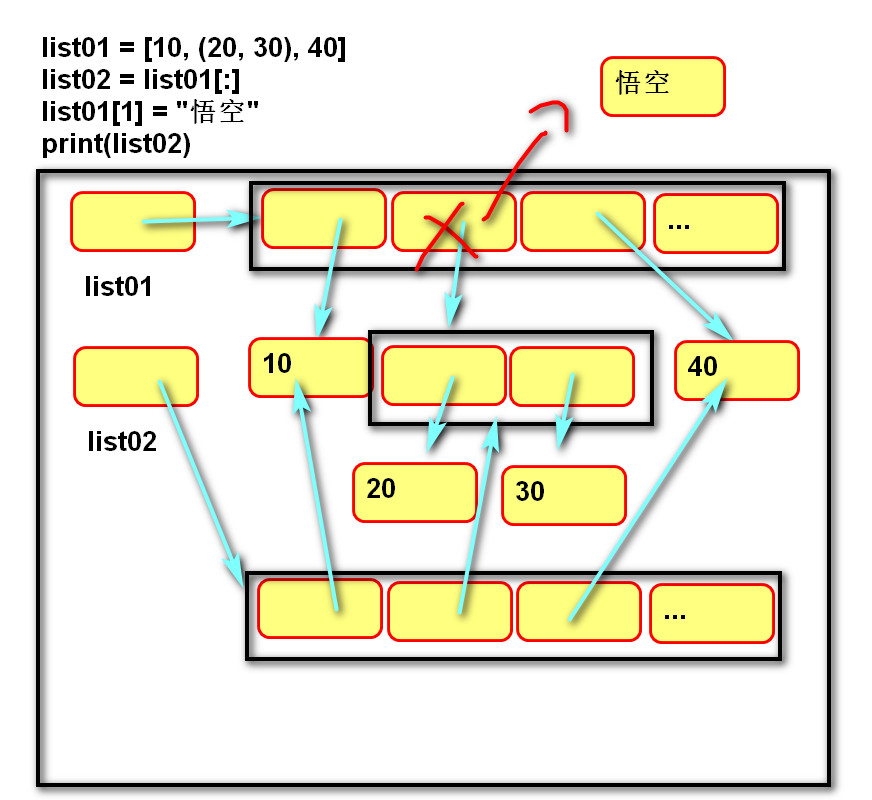 list01 = [10, (20, 30), 40]
list02 = list01[:]
list01[1] = "悟空"
print(list02)
悟空
...
list01
10
40
list02
20
30
...